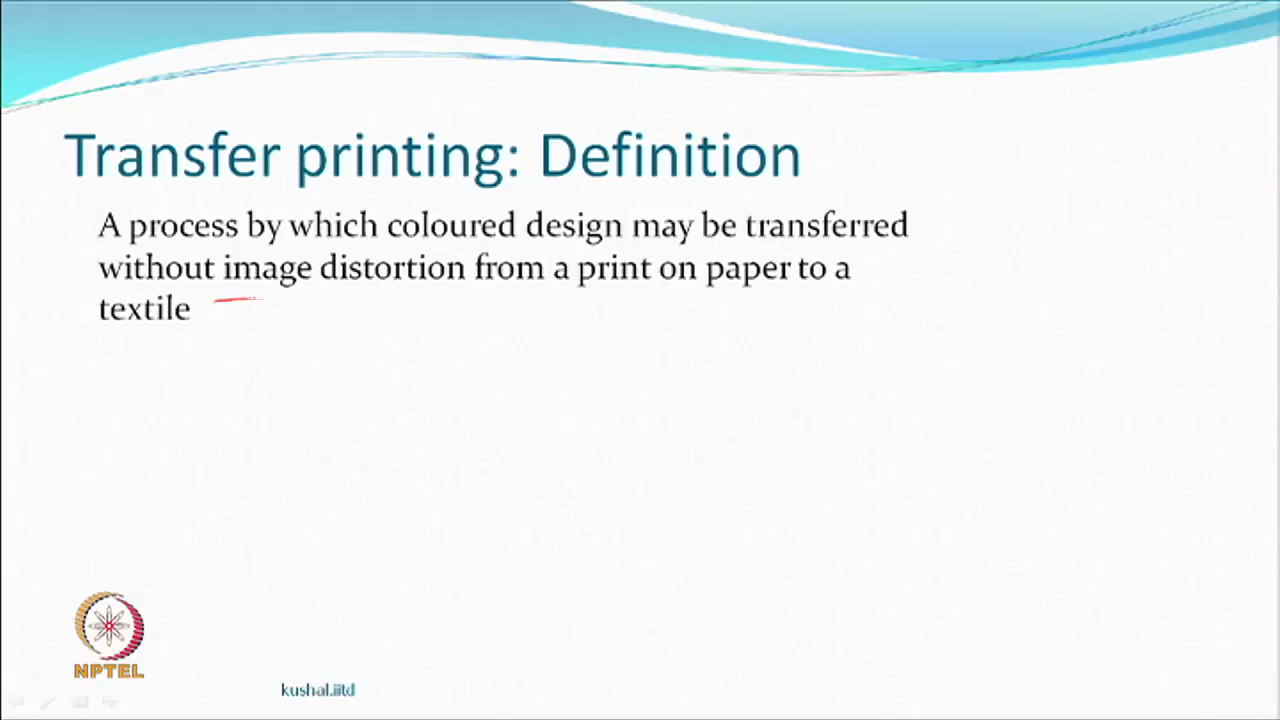 Transfer printing: Definition
A process by which coloured design may be transferred
without image distortion from a print on paper to a
textile
NPTEL
kushal.iitd